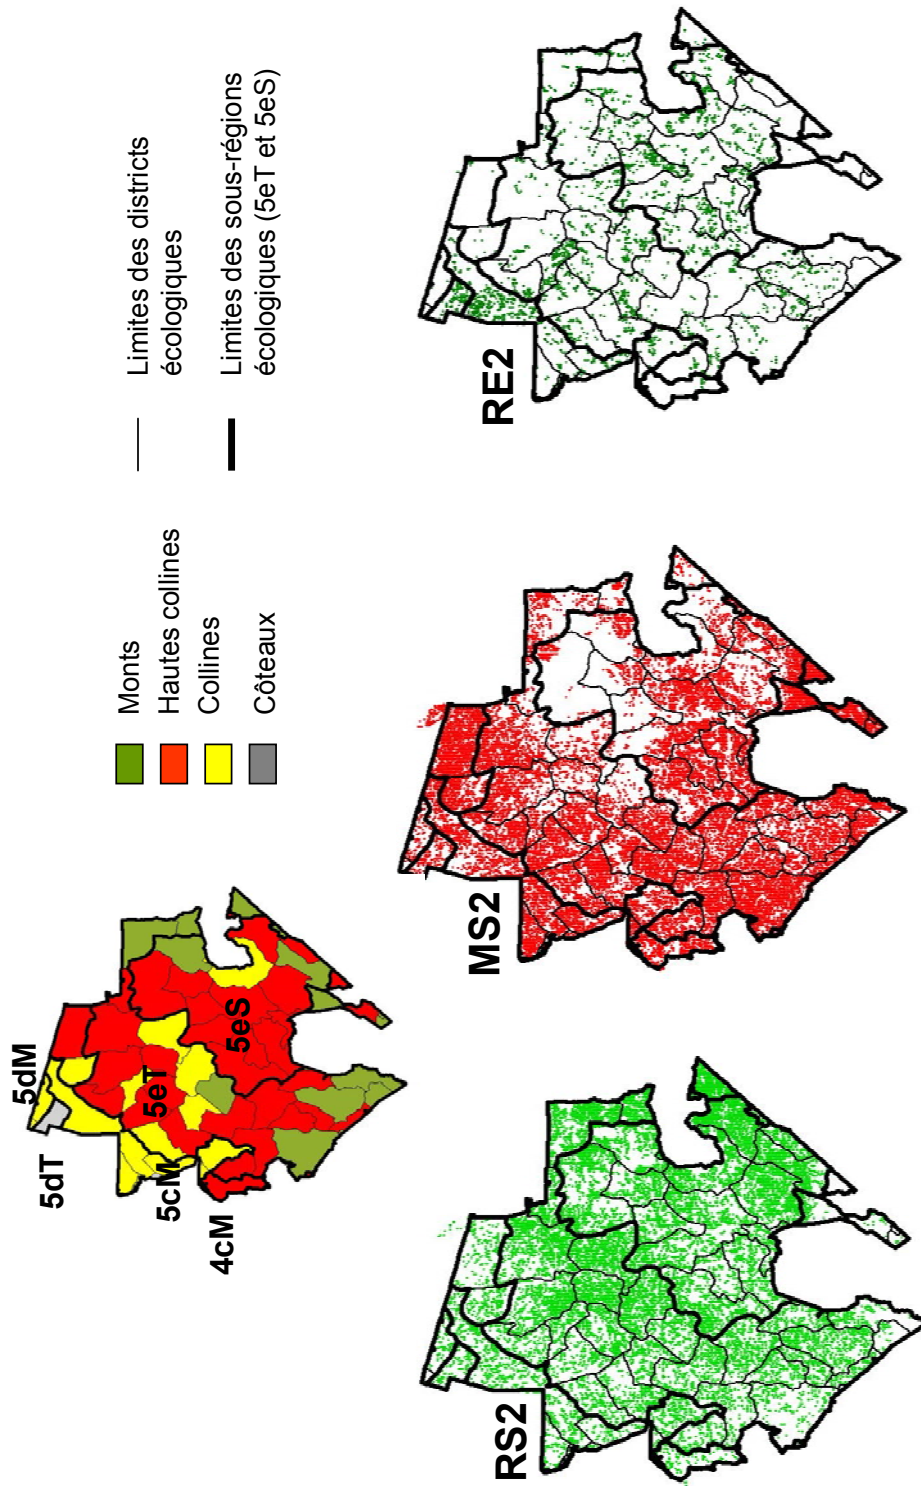 5dT
5dM
5cM
5eT
4cM
5eS
Monts
Hautes collines
Collines
Côteaux
Limites des districts
écologiques
Limites des sous-régions
écologiques (5eT et 5eS)
RS2
MS2
RE2